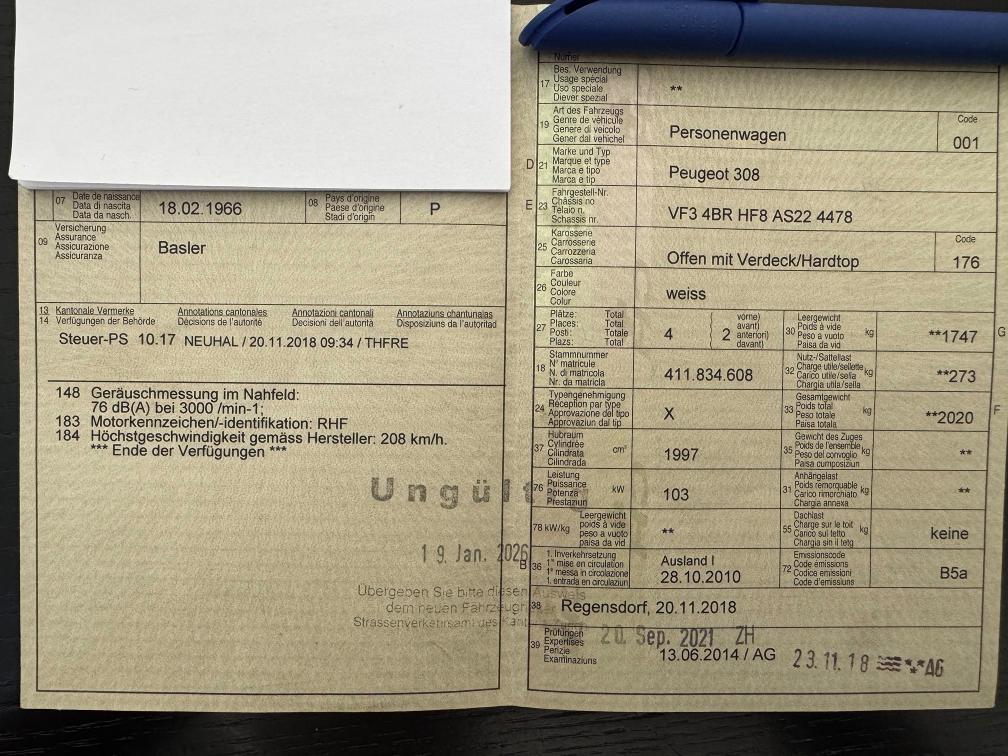 07 Date de naissance
Data di nascita
Data da nasch.
18.02.1966
08 Pays d'origine
Paese d'origine
Stadi d'origin
P
09 Versicherung
Assurance
Assicurazione
Assicuranza
Basler
13 Kantonale Vermerke Annotations cantonales Annotazioni cantonali Annotaziuns chantunalas
14 Verfügungen der Behörde Décisions de l'autorité Decisioni dell'autorità Disposiziuns da l'autoritad
Steuer-PS 10.17 NEUHAL / 20.11.2018 09:34 / THFRE
148 Geräuschmessung im Nahfeld:
76 dB(A) bei 3000 /min-1;
183 Motorkennzeichen/-identifikation: RHF
184 Höchstgeschwindigkeit gemäss Hersteller: 208 km/h.
*** Ende der Verfügungen ***
Ungült
19. Jan. 2026
Übergeben Sie bitte diesen Ausweis
dem neuen Fahrzeug
Strassenverkehrsamt des Kant
17 Bes. Verwendung
Usage spécial
Uso speciale
Diever spezial
**
19 Art des Fahrzeugs
Genre de véhicule
Genere di veicolo
Gener dal vehichel
Personenwagen
Code
001
D 21 Marke und Typ
Marque et type
Marca e tipo
Marca e tip
Peugeot 308
E 23 Fahrgestell-Nr.
Châssis no
Telaio n.
Schassis nr.
VF3 4BR HF8 AS22 4478
25 Karosserie
Carrosserie
Carrozzeria
Carossaria
Offen mit Verdeck/Hardtop
Code
176
26 Farbe
Couleur
Colore
Colur
weiss
27 Plätze: Total
Places: Total
Posti: Totale
Plazs: Total
4
vorne)
avant)
anteriori)
davant)
2
30 Leergewicht
Poids à vide
Peso a vuoto
Paisa da vid
kg
**1747
G
18 Stammnummer
N° matricule
N. di matricola
Nr. da matricla
411.834.608
32 Nutz-/Sattellast
Charge utile/sellette
Carico utile/sella
Chargia utila/sella
kg
**273
24 Typengenehmigung
Réception par type
Approvazione del tipo
Approvaziun dal tip
X
33 Gesamtgewicht
Poids total
Peso totale
Paisa totala
kg
**2020
F
37 Hubraum
Cylindrée
Cilindrata
Cilindrada
cm³
1997
35 Gewicht des Zuges
Poids de l'ensemble
Peso del convoglio
Paisa cumposiziun
kg
**
76 Leistung
Puissance
Potenza
Prestaziun
kW
103
31 Anhängelast
Poids remorquable
Carico rimorchiato
Chargia annexa
kg
**
78 kW/kg
Leergewicht
poids à vide
peso a vuoto
paisa da vid
**
55 Dachlast
Charge sur le toit
Carico sul tetto
Chargia sin il tetg
kg
keine
B 36 1. Inverkehrsetzung
1re mise en circulation
1a messa in circolazione
1. entrada en circulaziun
Ausland I
28.10.2010
72 Emissionscode
Code émissions
Codice emissioni
Code d'emissiuns
B5a
38 Regensdorf, 20.11.2018
39 Prüfungen
Expertises
Perizie
Examinaziuns
20. Sep. 2021 ZH
13.06.2014 / AG
23.11.18 AG